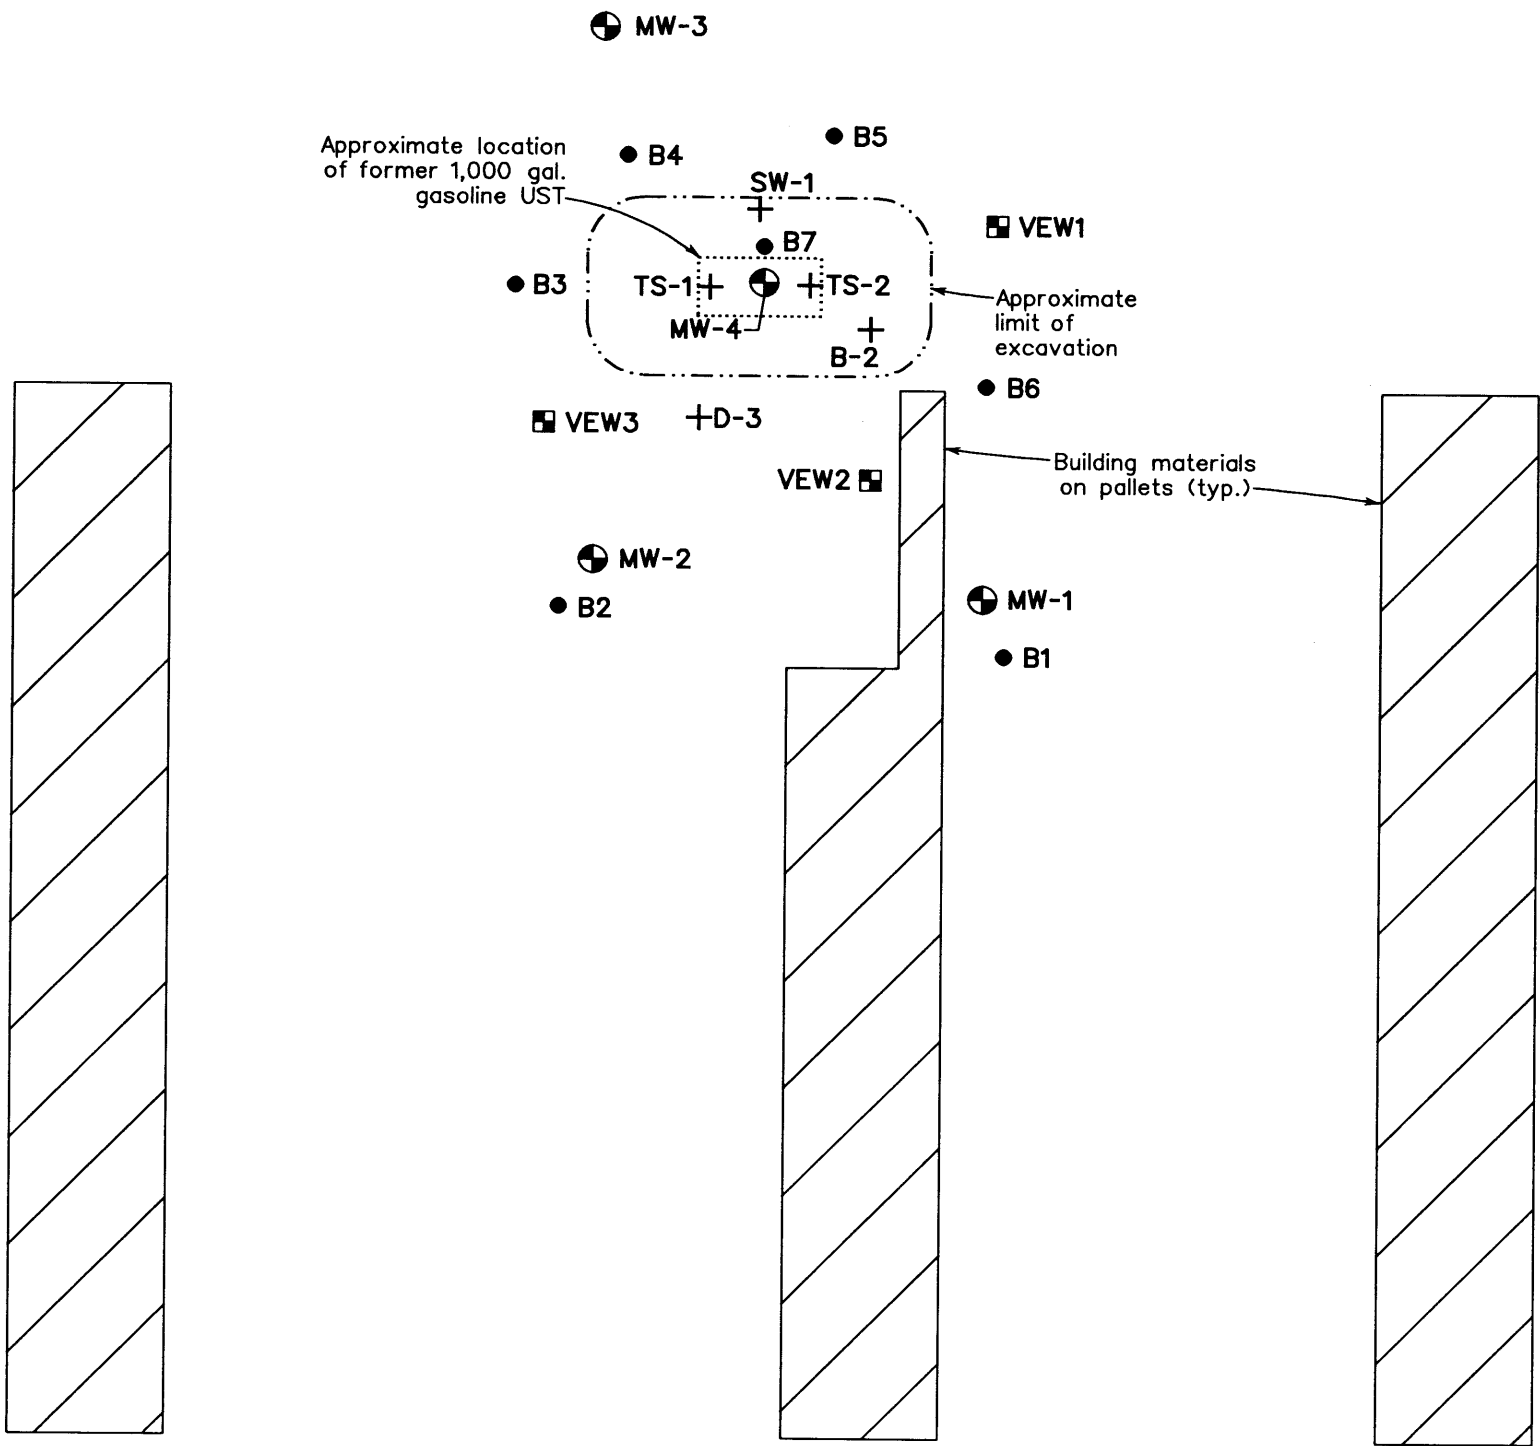 MW-3
Approximate location
of former 1,000 gal.
gasoline UST
B4
B5
SW-1
VEW1
B7
B3
TS-1
TS-2
MW-4
B-2
Approximate
limit of
excavation
B6
VEW3
D-3
VEW2
Building materials
on pallets (typ.)
MW-2
B2
MW-1
B1